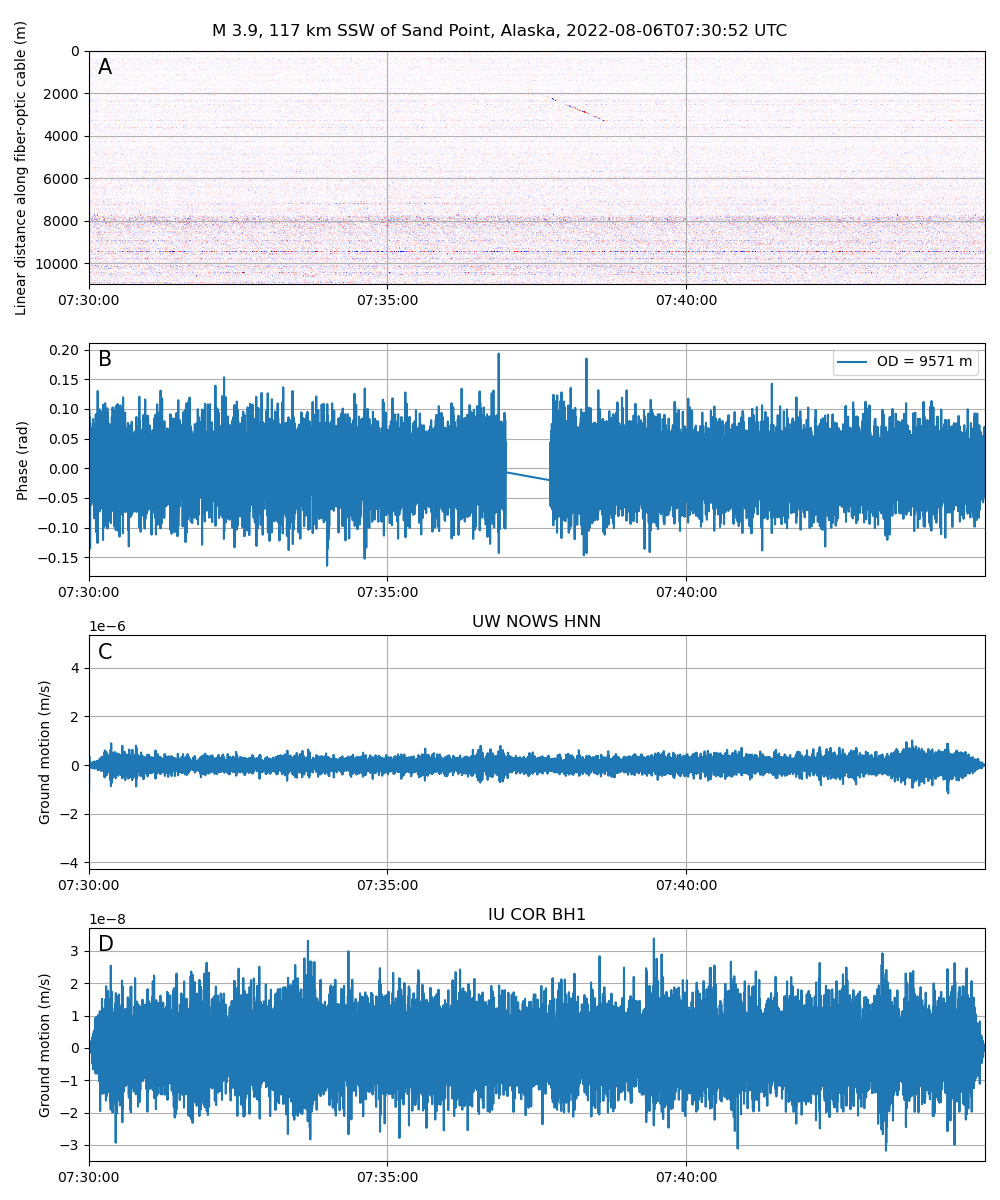 M 3.9, 117 km SSW of Sand Point, Alaska, 2022-08-06T07:30:52 UTC
A
Linear distance along fiber-optic cable (m)
0
2000
4000
6000
8000
10000
07:30:00 07:35:00 07:40:00
B
OD = 9571 m
Phase (rad)
0.20
0.15
0.10
0.05
0.00
−0.05
−0.10
−0.15
07:30:00 07:35:00 07:40:00
UW NOWS HNN
1e−6
C
Ground motion (m/s)
4
2
0
−2
−4
07:30:00 07:35:00 07:40:00
IU COR BH1
1e−8
D
Ground motion (m/s)
3
2
1
0
−1
−2
−3
07:30:00 07:35:00 07:40:00